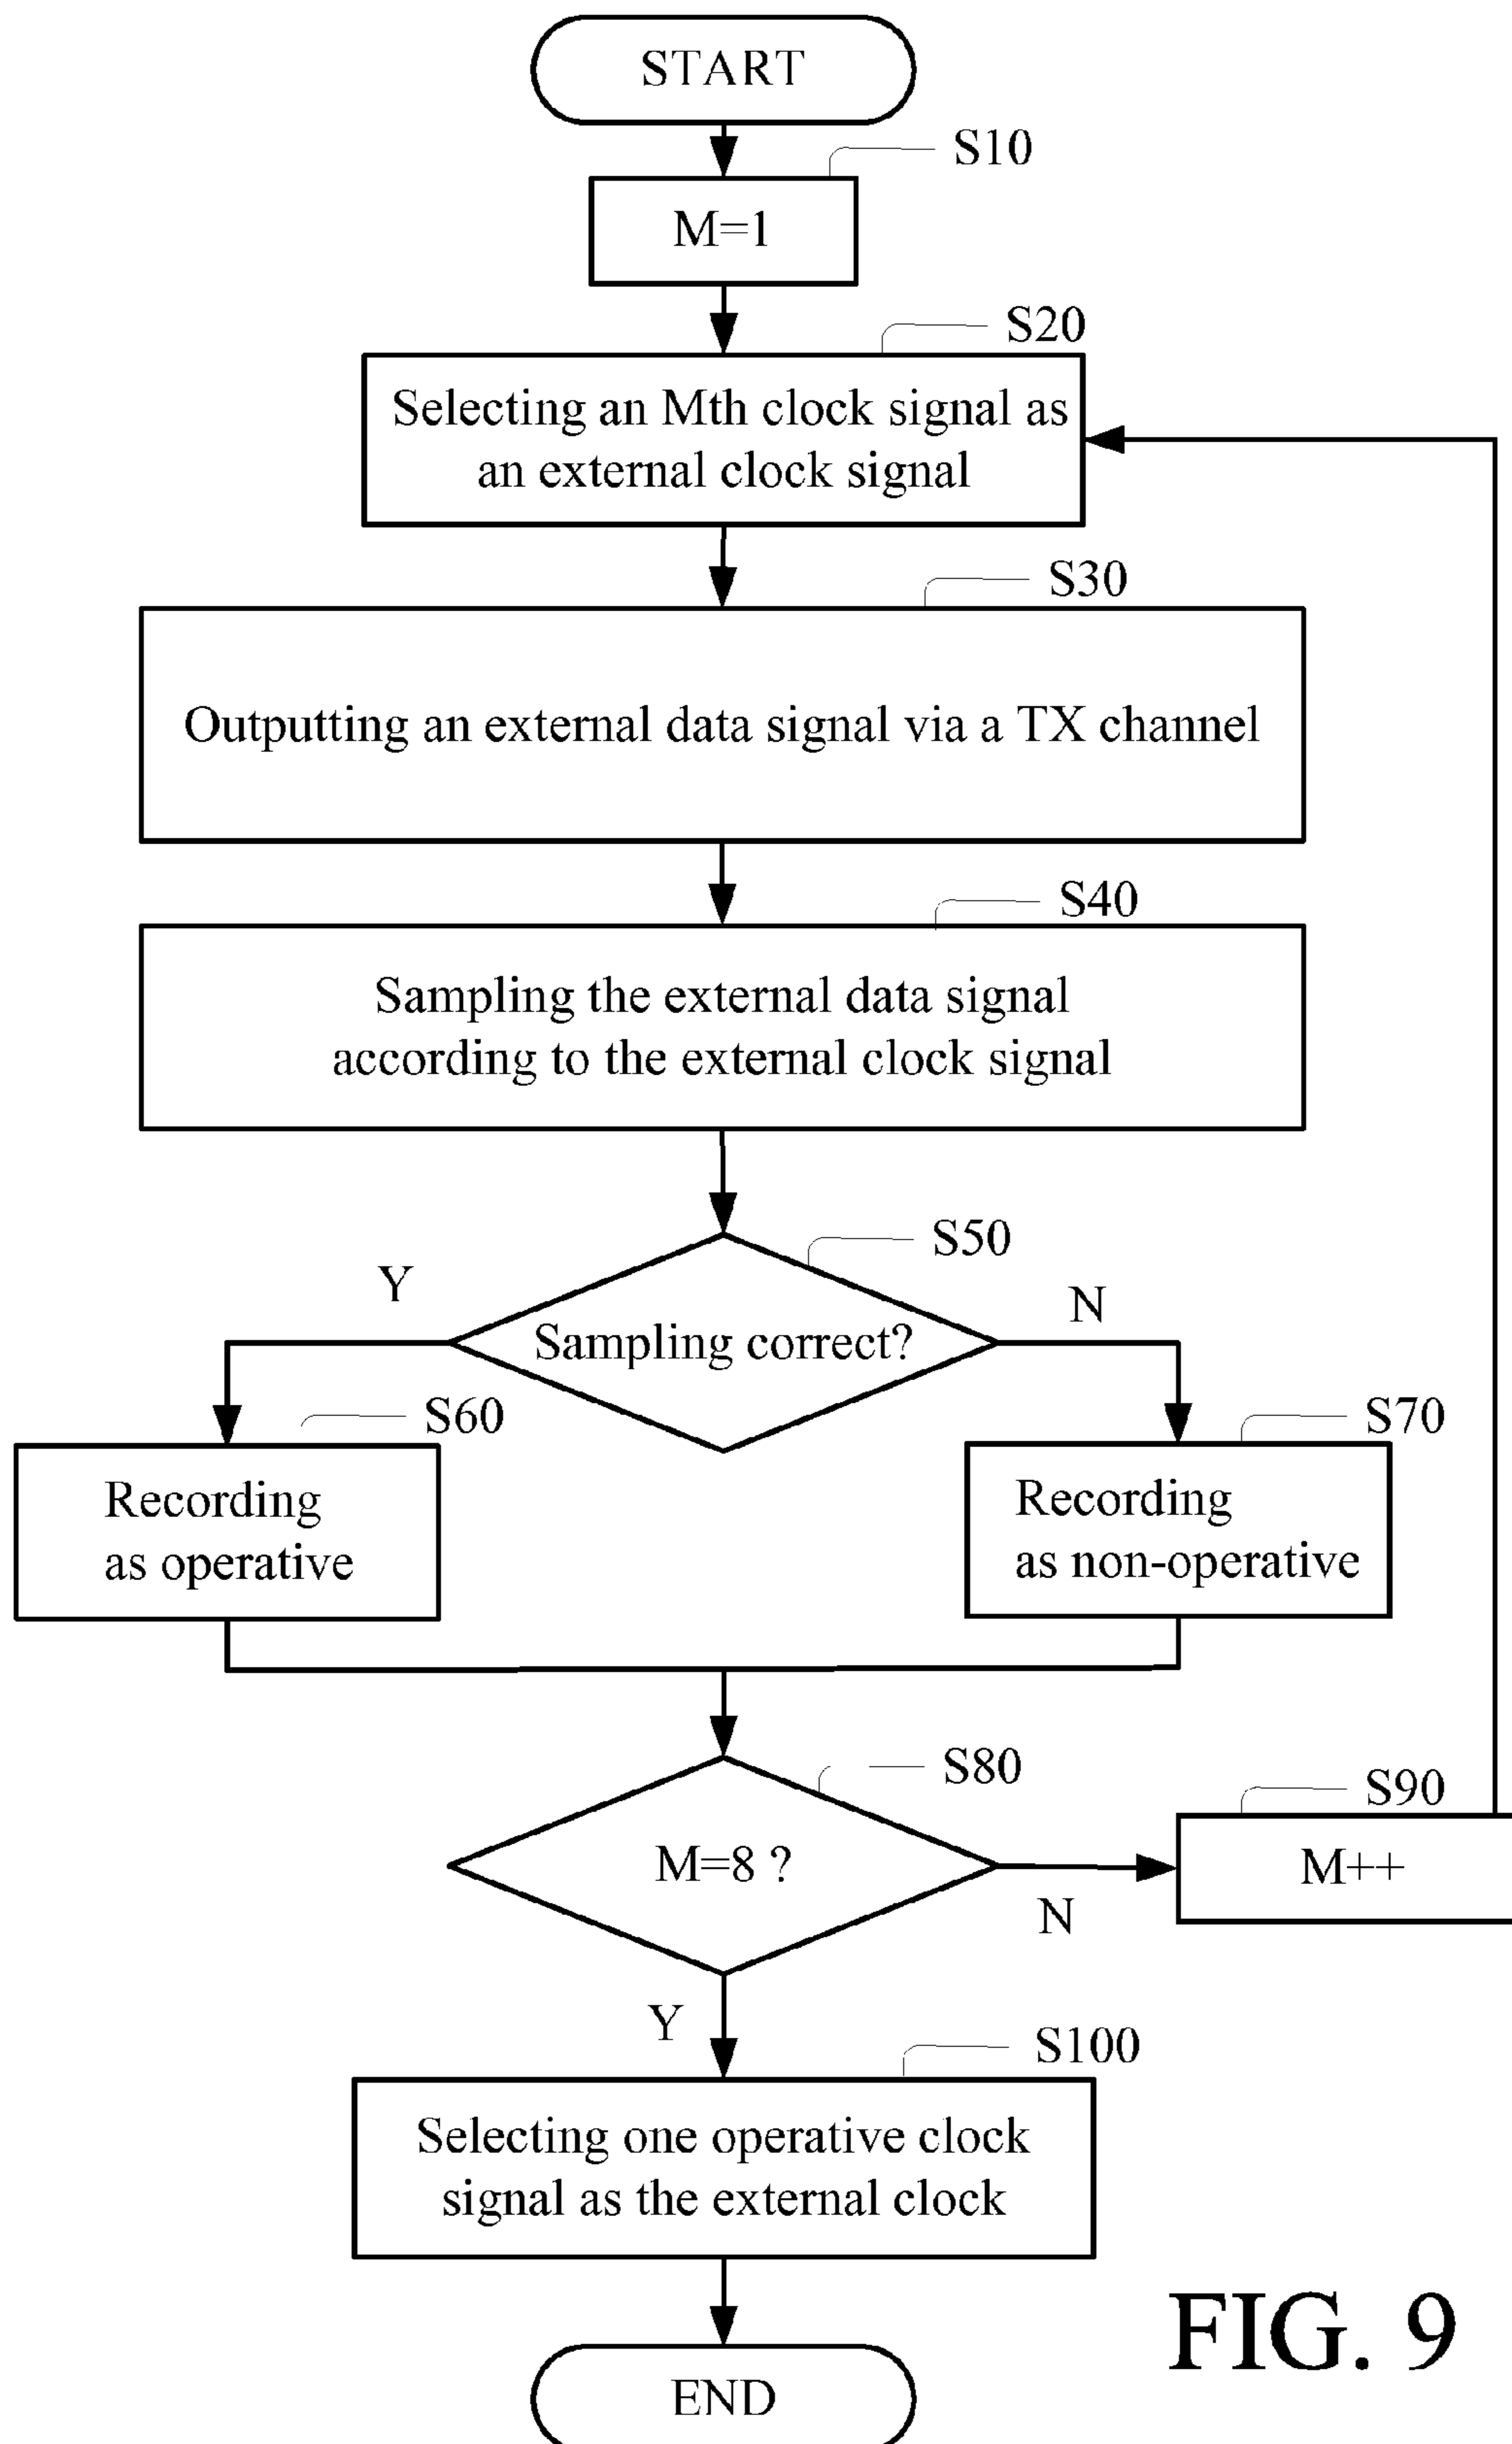 START
S10
M=1
S20
Selecting an Mth clock signal as
an external clock signal
S30
Outputting an external data signal via a TX channel
S40
Sampling the external data signal
according to the external clock signal
S50
Y
N
Sampling correct?
S60
S70
Recording
as operative
Recording
as non-operative
S80
S90
M=8 ?
M++
N
Y
S100
Selecting one operative clock
signal as the external clock
FIG. 9
END